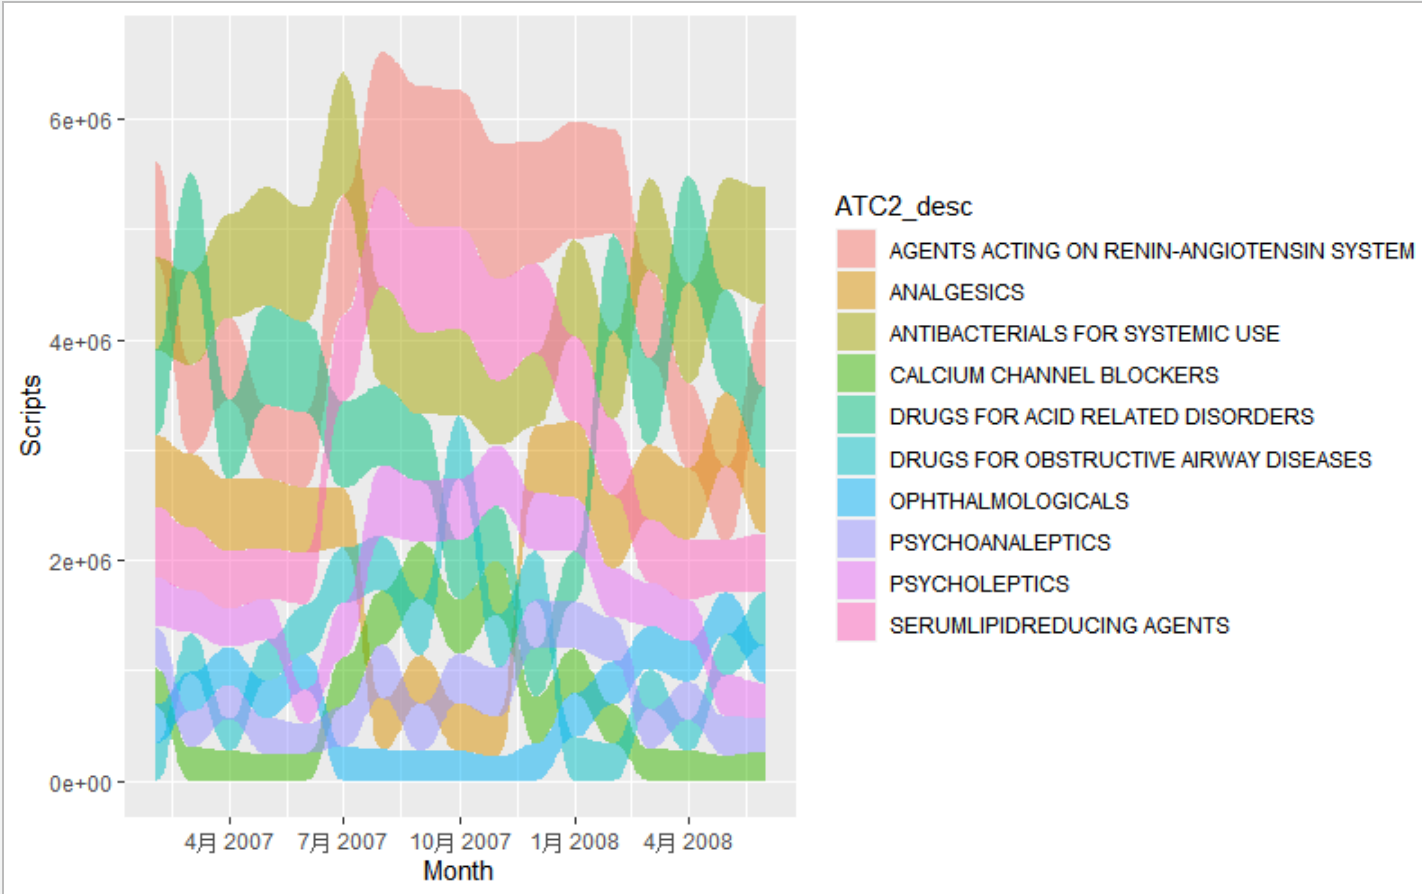 6e+06
4e+06
2e+06
0e+00
Scripts
4月 2007
7月 2007
10月 2007
1月 2008
4月 2008
Month
ATC2_desc
AGENTS ACTING ON RENIN-ANGIOTENSIN SYSTEM
ANALGESICS
ANTIBACTERIALS FOR SYSTEMIC USE
CALCIUM CHANNEL BLOCKERS
DRUGS FOR ACID RELATED DISORDERS
DRUGS FOR OBSTRUCTIVE AIRWAY DISEASES
OPHTHALMOLOGICALS
PSYCHOANALEPTICS
PSYCHOLEPTICS
SERUMLIPIDREDUCING AGENTS